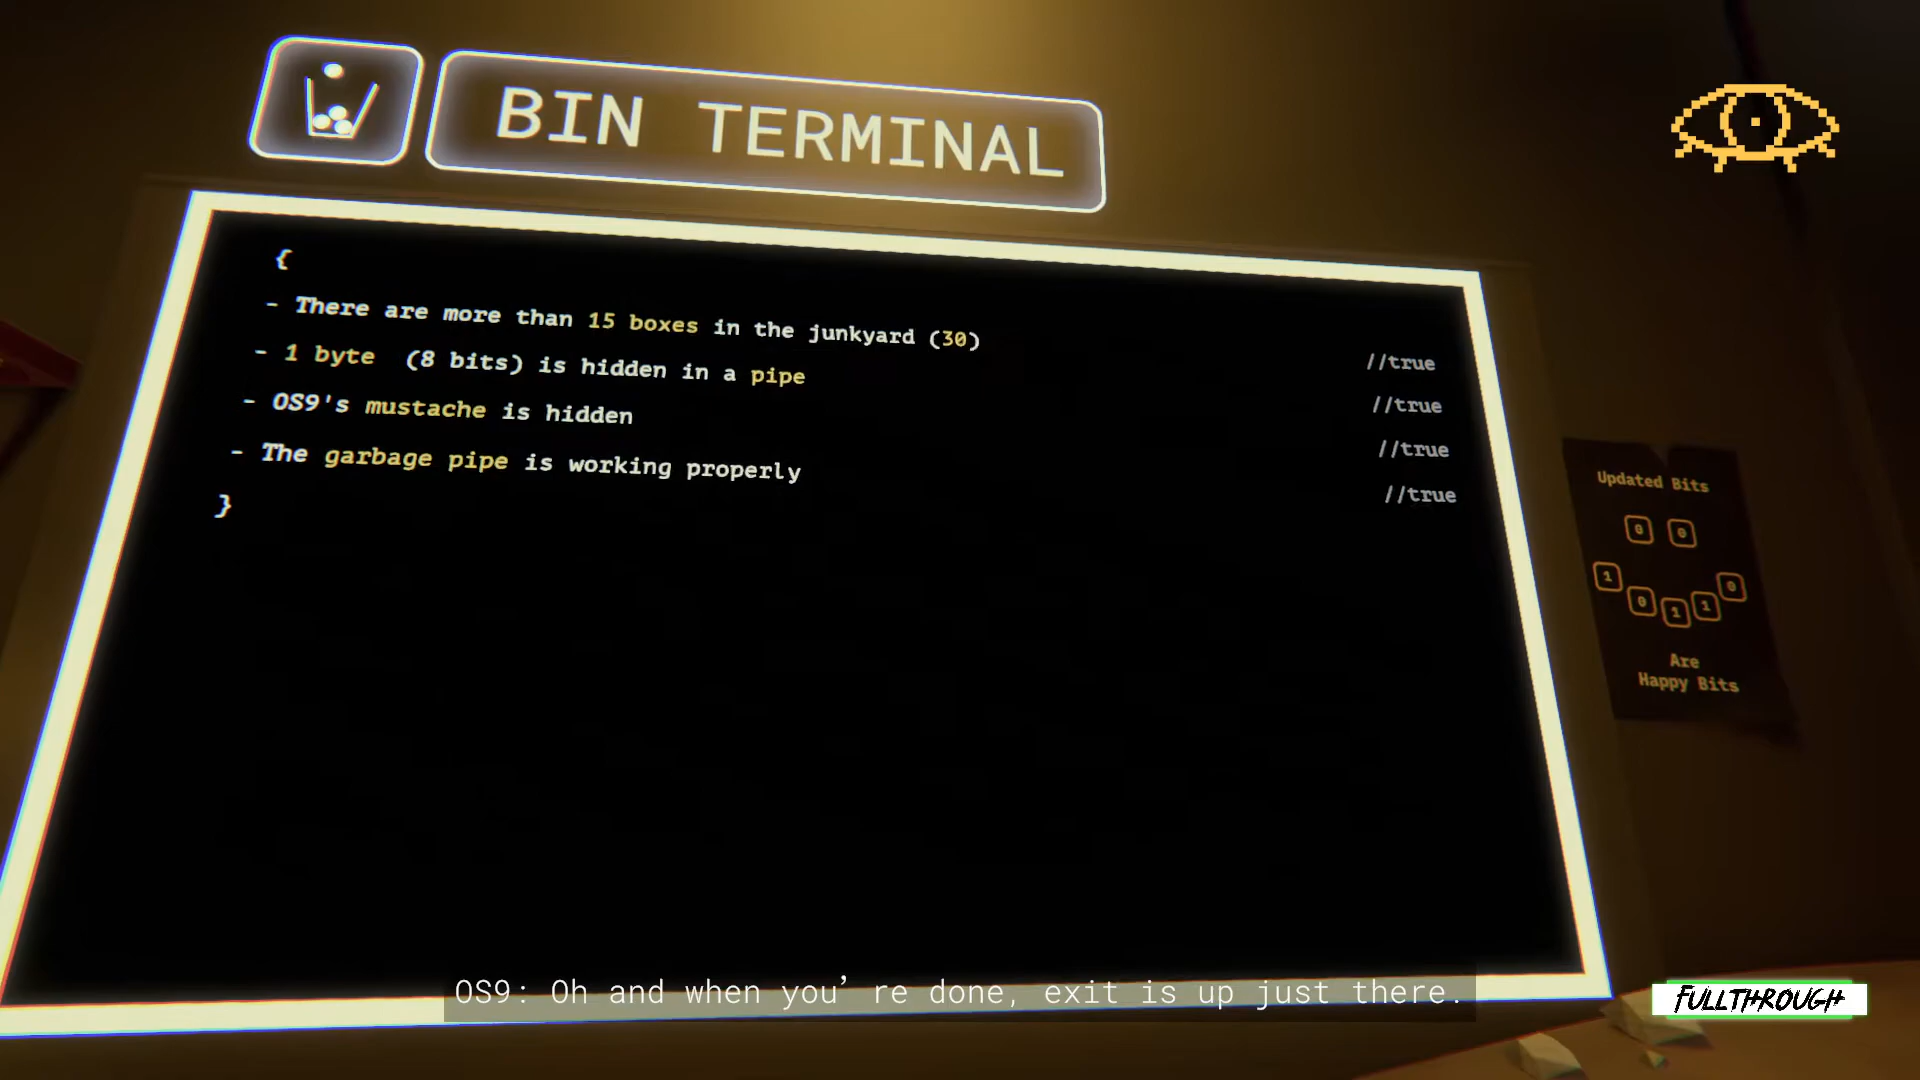 BIN TERMINAL
{
- There are more than 15 boxes in the junkyard (30) //true
- 1 byte (8 bits) is hidden in a pipe //true
- OS9's mustache is hidden //true
- The garbage pipe is working properly //true
}
Updated Bits
0 0
1 0 1 1 0
Are
Happy Bits
OS9: Oh and when you're done, exit is up just there.
FULLTHROUGH